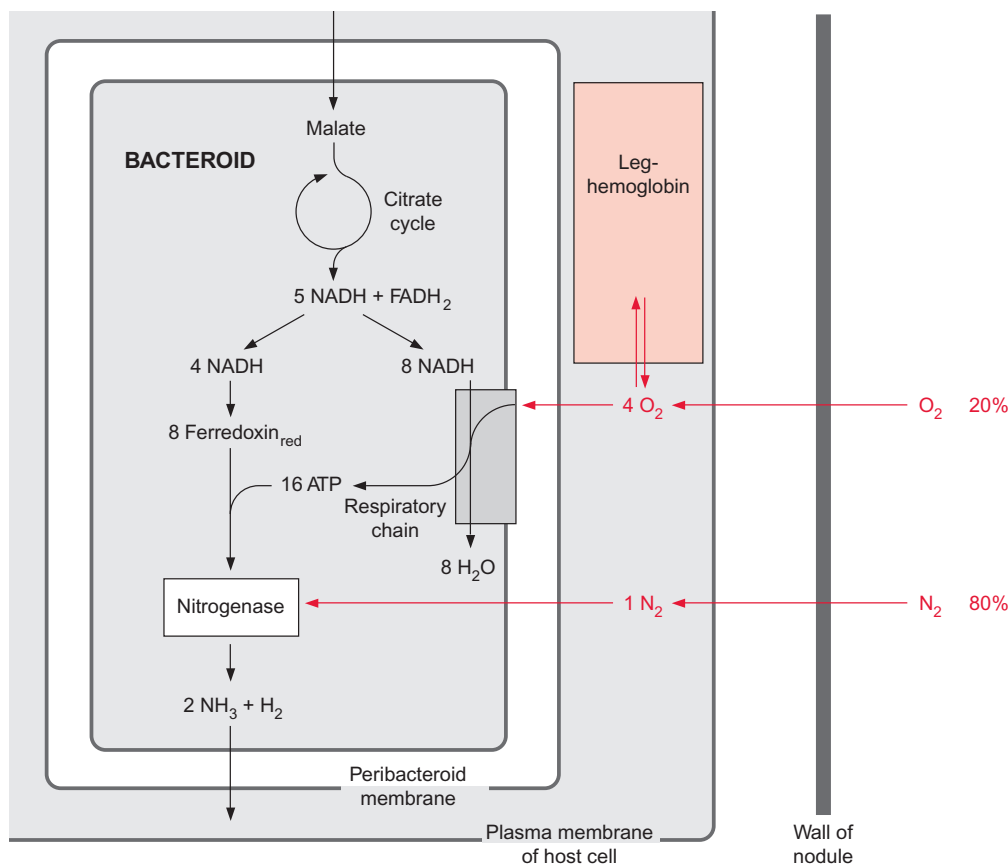 Malate
BACTEROID
Leg-
hemoglobin
Citrate
cycle
5 NADH + FADH₂
4 NADH
8 NADH
4 O₂
O₂ 20%
8 Ferredoxin_red
16 ATP
Respiratory
chain
8 H₂O
Nitrogenase
1 N₂
N₂ 80%
2 NH₃ + H₂
Peribacteroid
membrane
Plasma membrane
of host cell
Wall of
nodule